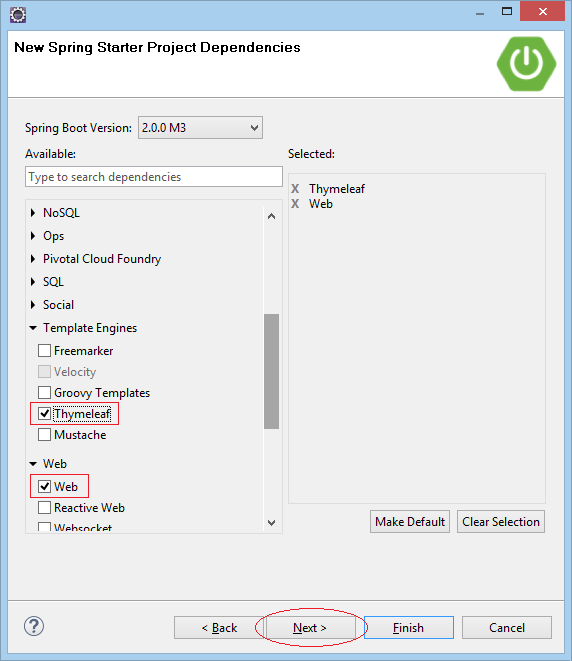 New Spring Starter Project Dependencies
Spring Boot Version: 2.0.0 M3
Available:
Type to search dependencies
NoSQL
Ops
Pivotal Cloud Foundry
SQL
Social
Template Engines
Freemarker
Velocity
Groovy Templates
Thymeleaf
Mustache
Web
Web
Reactive Web
Websocket
Selected:
X Thymeleaf
X Web
Make Default Clear Selection
? < Back Next > Finish Cancel